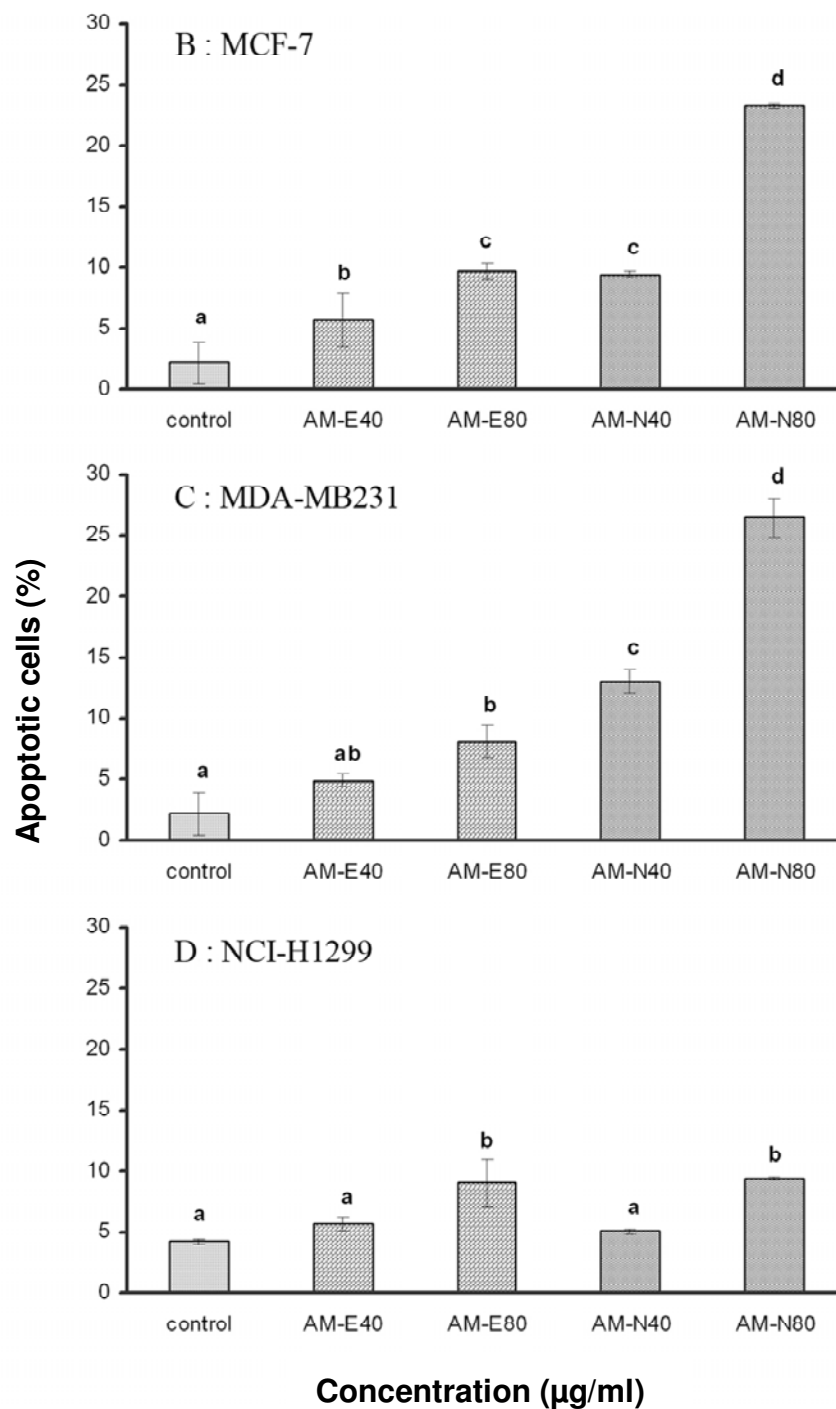 30
B : MCF-7
d
25
20
15
c
c
10
b
5
a
0
control AM-E40 AM-E80 AM-N40 AM-N80
Apoptotic cells (%)
30
C : MDA-MB231
d
25
20
15
c
10
b
ab
5
a
0
control AM-E40 AM-E80 AM-N40 AM-N80
30
D : NCI-H1299
25
20
15
b
b
10
a
a
a
5
0
control AM-E40 AM-E80 AM-N40 AM-N80
Concentration (µg/ml)